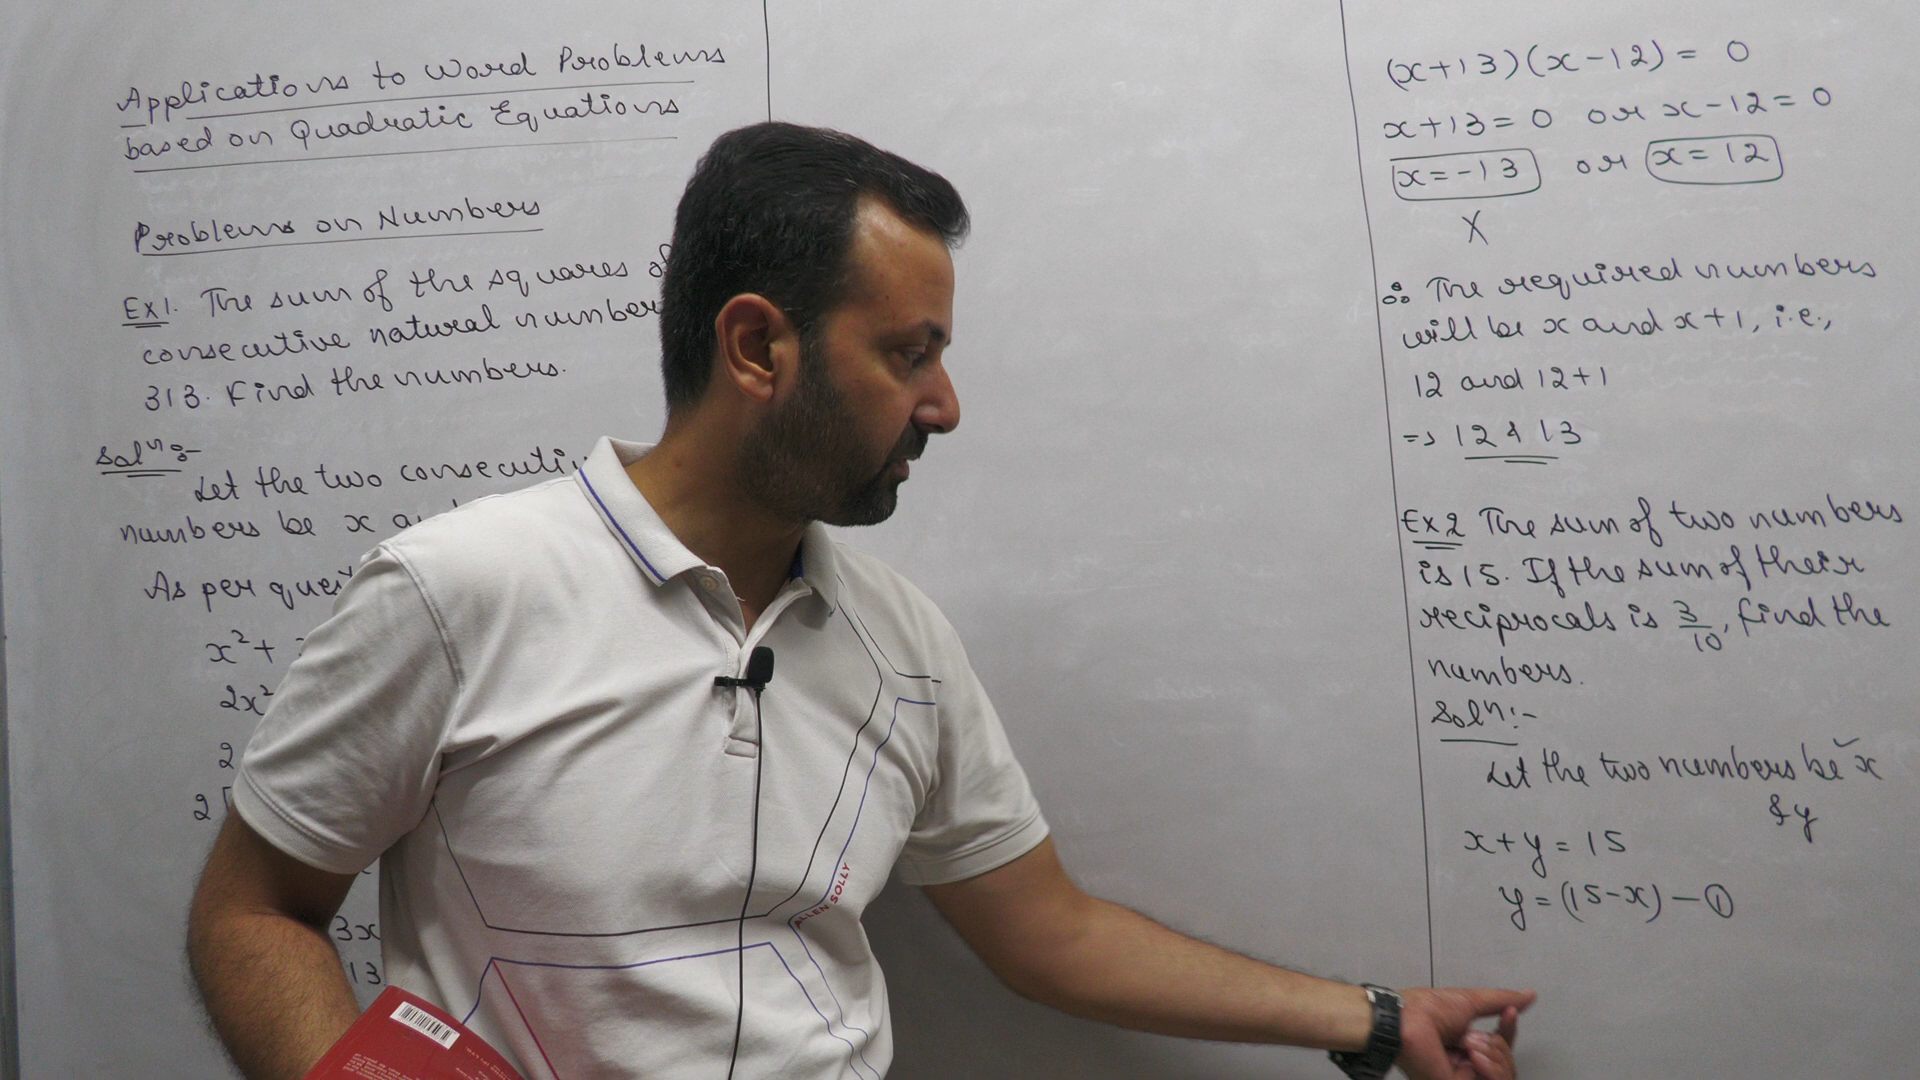 Applications to Word Problems
based on Quadratic Equations
Problems on Numbers
Ex1. The sum of the squares of
consecutive natural number
313. Find the numbers.
Solⁿ:-
Let the two
numbers be x
As per
x² +
2x²
2
2
3x
13
ALLEN SOLLY
(x+13)(x-12) = 0
x+13 = 0 or x-12 = 0
x = -13 or x = 12
X
∴ The required numbers
will be x and x+1, i.e.,
12 and 12+1
=> 12 & 13
Ex2 The sum of two numbers
is 15. If the sum of their
reciprocals is 3/10, find the
numbers.
Solⁿ:-
Let the two numbers be x
& y
x + y = 15
y = (15-x) — ①